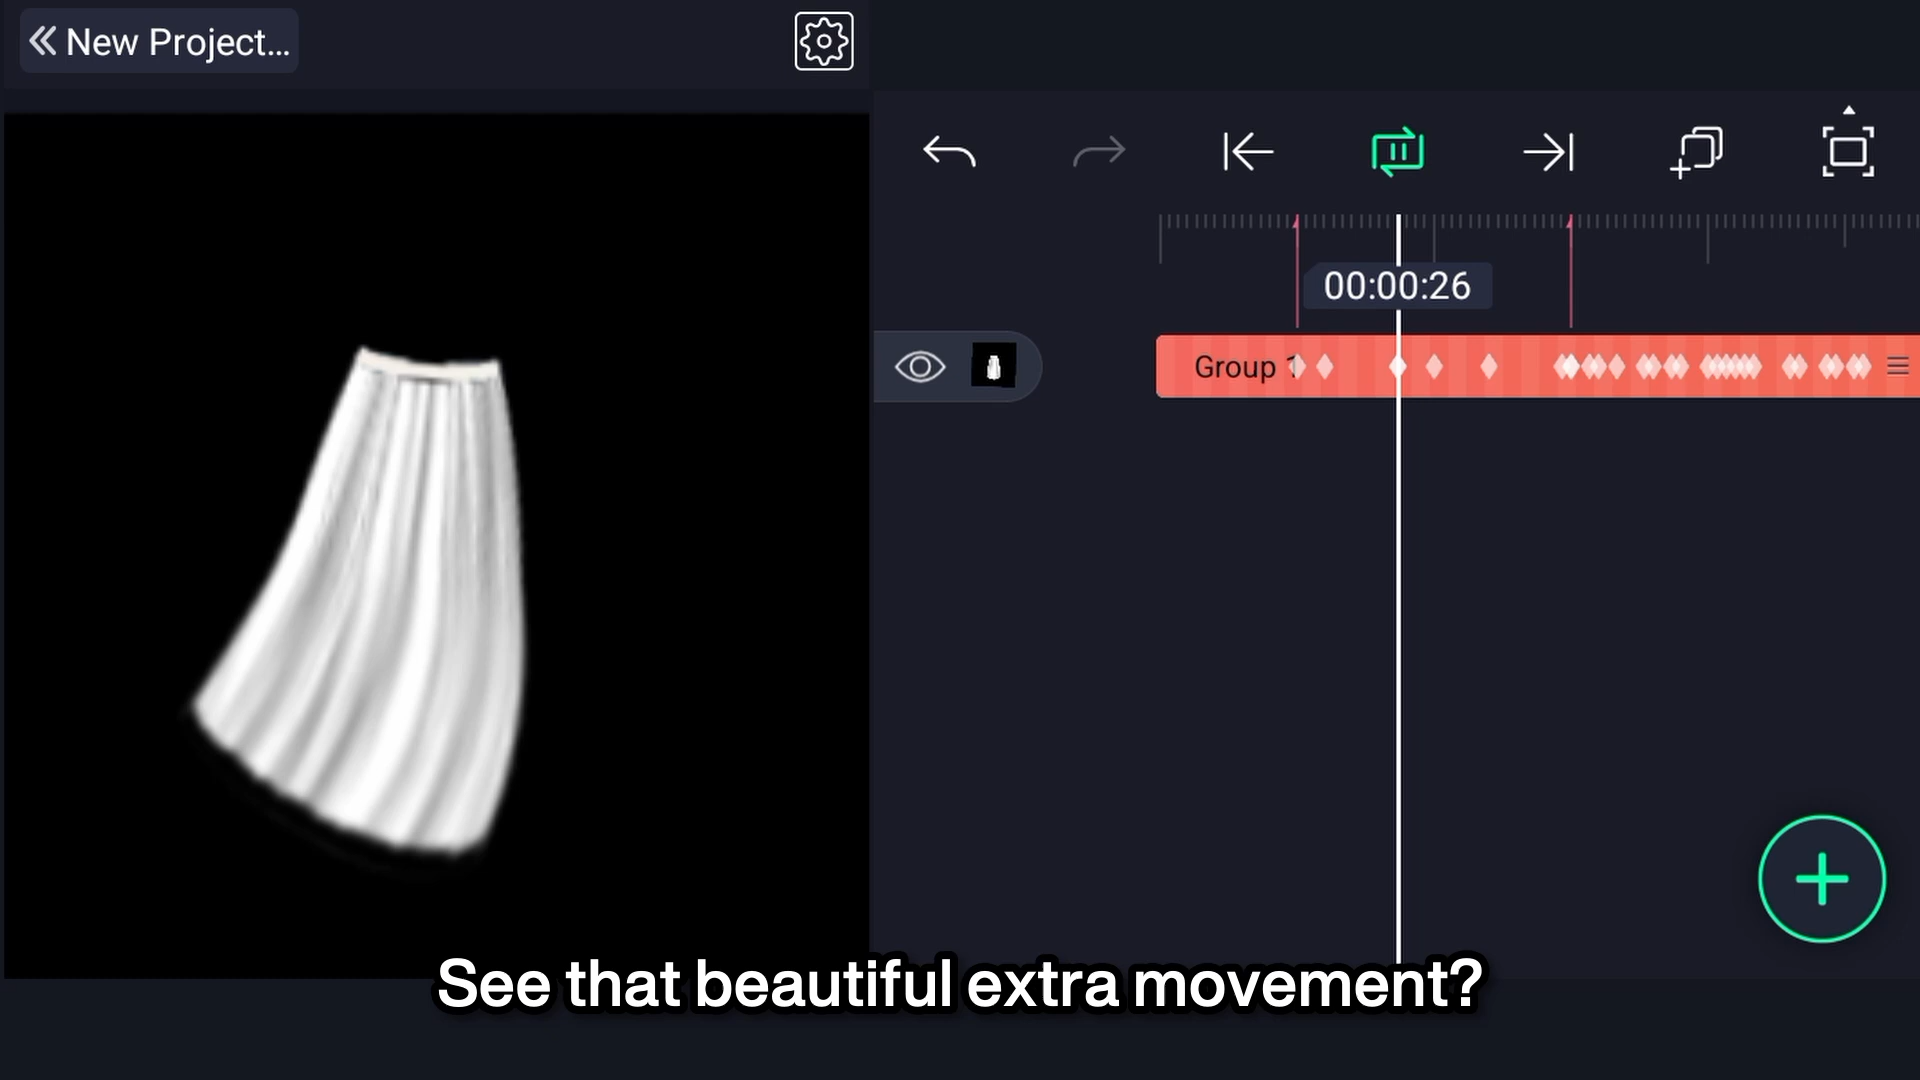 New Project...
00:00:26
Group 1
See that beautiful extra movement?